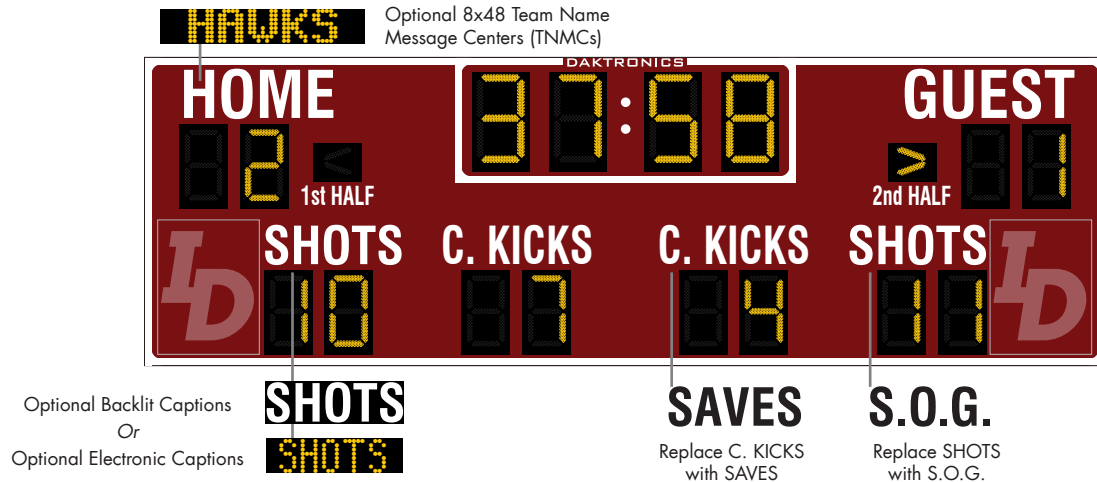 HAWKS
Optional 8x48 Team Name
Message Centers (TNMCs)
DAKTRONICS
HOME
37:58
GUEST
2
<
1st HALF
>
2nd HALF
1
SHOTS
C. KICKS
C. KICKS
SHOTS
ID
10
7
4
11
ID
Optional Backlit Captions
Or
Optional Electronic Captions
SHOTS
SHOTS
SAVES
Replace C. KICKS
with SAVES
S.O.G.
Replace SHOTS
with S.O.G.